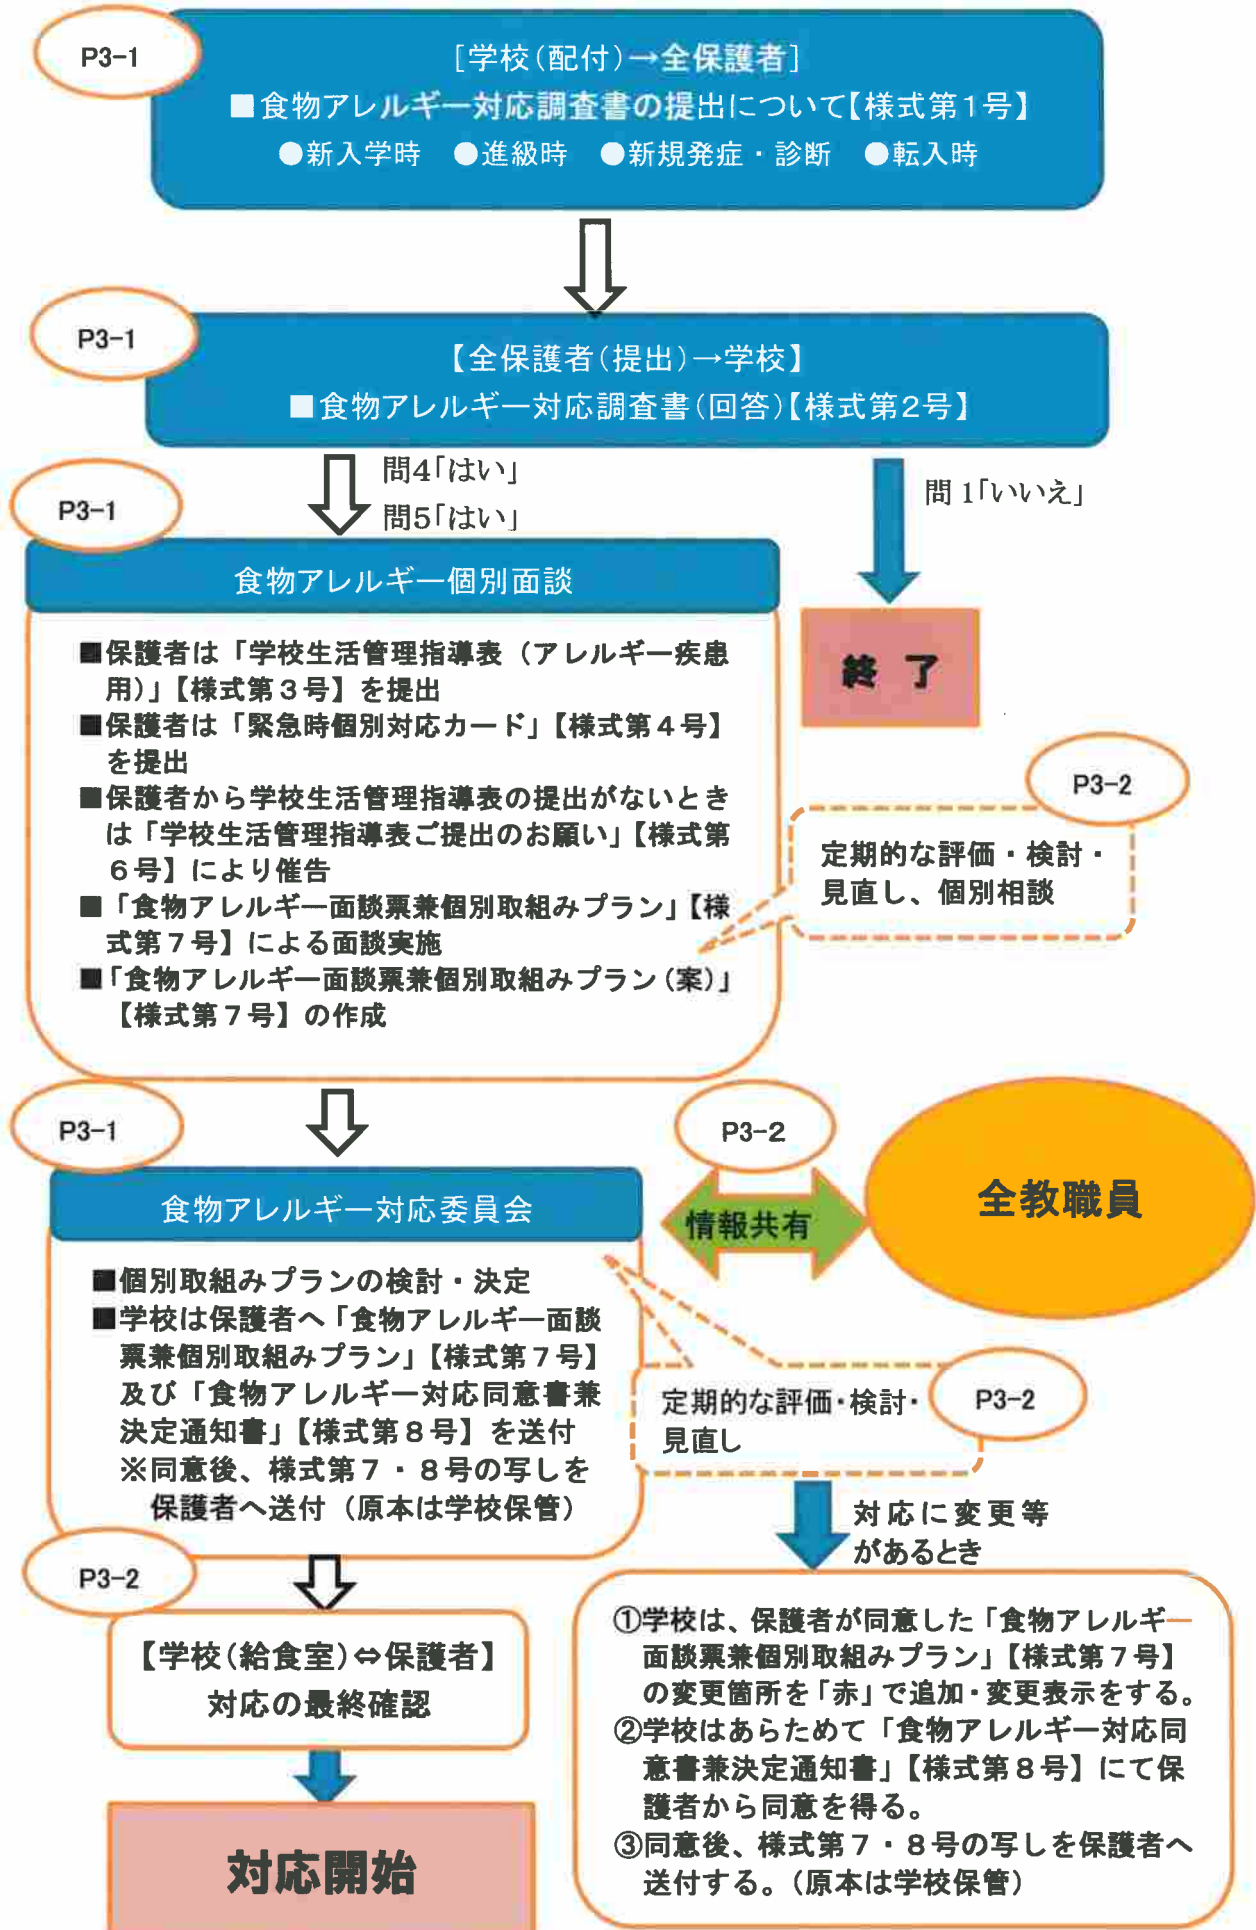 P3-1
［学校（配付）→全保護者］
■食物アレルギー対応調査書の提出について【様式第1号】
●新入学時　●進級時　●新規発症・診断　●転入時
P3-1
【全保護者（提出）→学校】
■食物アレルギー対応調査書（回答）【様式第2号】
問4「はい」
問5「はい」
問1「いいえ」
P3-1
食物アレルギー個別面談
■保護者は「学校生活管理指導表（アレルギー疾患
用）」【様式第３号】を提出
■保護者は「緊急時個別対応カード」【様式第４号】
を提出
■保護者から学校生活管理指導表の提出がないとき
は「学校生活管理指導表ご提出のお願い」【様式第
６号】により催告
■「食物アレルギー面談票兼個別取組みプラン」【様
式第７号】による面談実施
■「食物アレルギー面談票兼個別取組みプラン（案）」
【様式第７号】の作成
終 了
P3-2
定期的な評価・検討・
見直し、個別相談
P3-1
食物アレルギー対応委員会
■個別取組みプランの検討・決定
■学校は保護者へ「食物アレルギー面談
票兼個別取組みプラン」【様式第７号】
及び「食物アレルギー対応同意書兼
決定通知書」【様式第８号】を送付
※同意後、様式第７・８号の写しを
保護者へ送付（原本は学校保管）
P3-2
情報共有
全教職員
定期的な評価・検討・
見直し
P3-2
対応に変更等
があるとき
P3-2
【学校（給食室）⇔保護者】
対応の最終確認
対応開始
①学校は、保護者が同意した「食物アレルギー
面談票兼個別取組みプラン」【様式第７号】
の変更箇所を「赤」で追加・変更表示をする。
②学校はあらためて「食物アレルギー対応同
意書兼決定通知書」【様式第８号】にて保
護者から同意を得る。
③同意後、様式第７・８号の写しを保護者へ
送付する。（原本は学校保管）